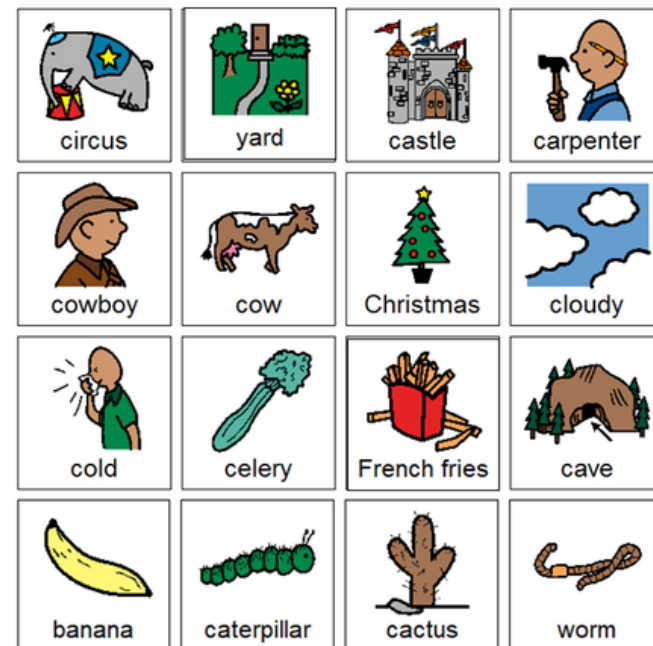 circus
yard
castle
carpenter
cowboy
cow
Christmas
cloudy
cold
celery
French fries
cave
banana
caterpillar
cactus
worm